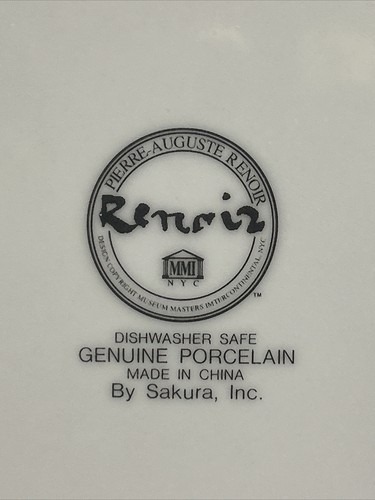 PIERRE-AUGUSTE RENOIR
Renoir
MMI
NYC
DESIGN COPYRIGHT MUSEUM MASTERS INTERCONTINENTAL, NYC
™
DISHWASHER SAFE
GENUINE PORCELAIN
MADE IN CHINA
By Sakura, Inc.